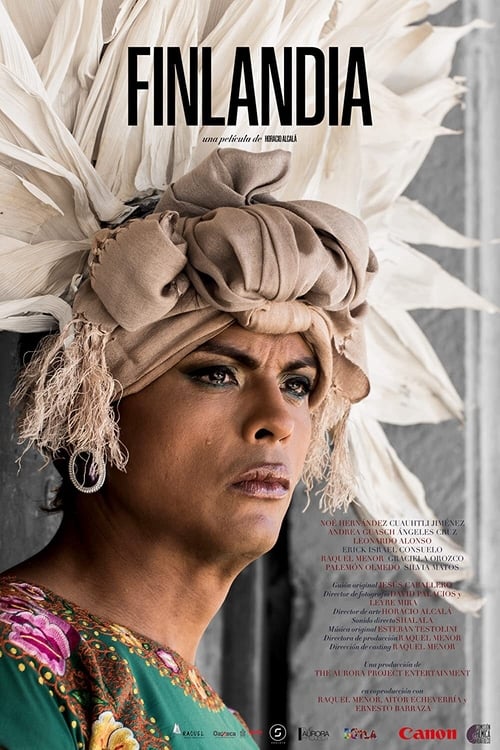 FINLANDIA
una película de HORACIO ALCALÁ
NOÉ HERNÁNDEZ CUAUHTLI JIMÉNEZ
ANDREA GUASCH ÁNGELES CRUZ
LEONARDO ALONSO
ERICK ISRAEL CONSUELO
RAQUEL MENOR GRACIELA OROZCO
PALEMÓN OLMEDO SILVIA MATOS
Guión original JESÚS CABALLERO
Director de fotografía DAVID PALACIOS y
LEYRE MIRA
Director de arte HORACIO ALCALÁ
Sonido directo SHALALA
Música original ESTEBAN TESTOLINI
Directora de producción RAQUEL MENOR
Dirección de casting RAQUEL MENOR
Una producción de
THE AURORA PROJECT ENTERTAINMENT
en coproducción con
RAQUEL MENOR, AITOR ECHEVERRÍA y
ERNESTO BARRAZA
RAQUEL
Oaxaca
AURORA
Canon